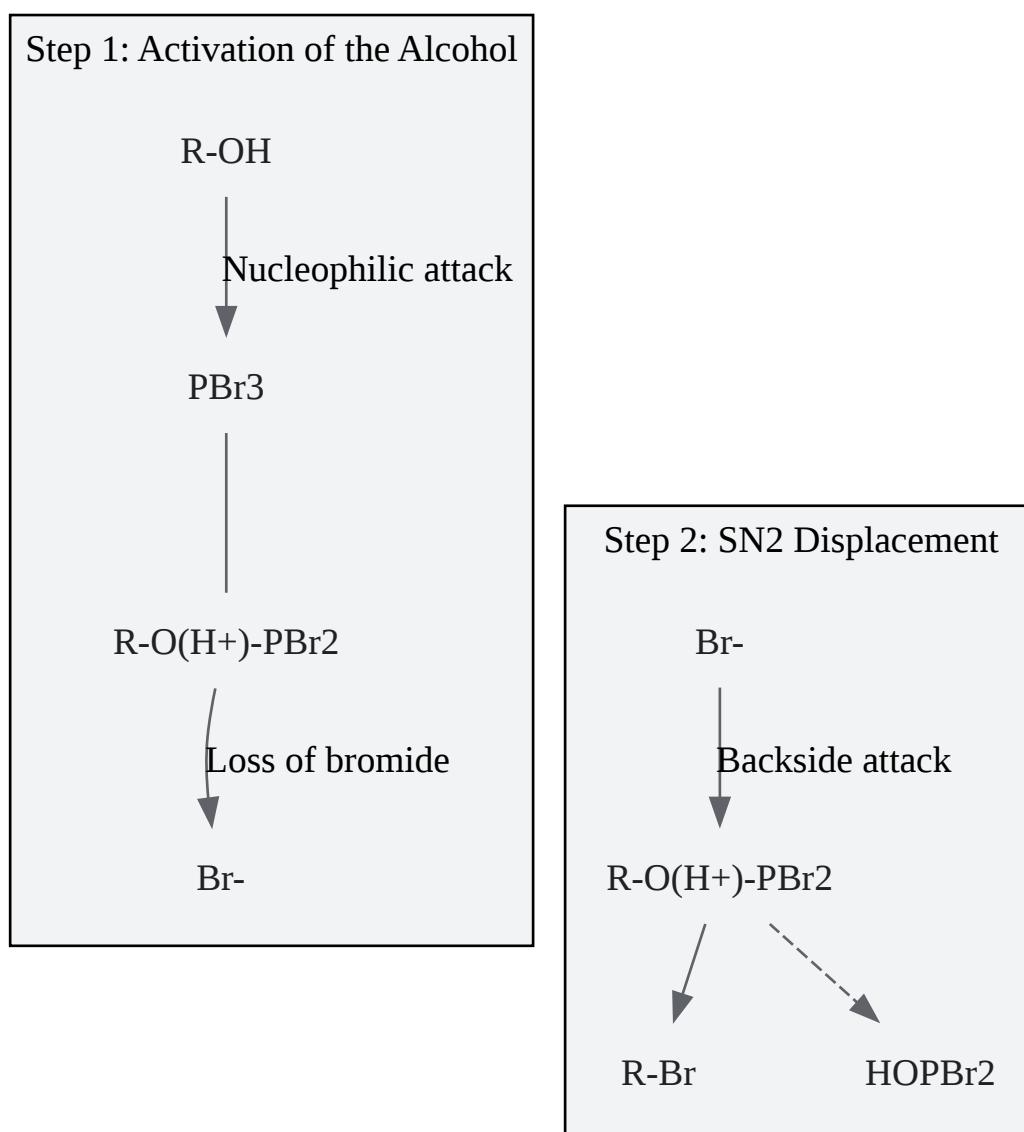 Step 1: Activation of the Alcohol
R-OH
Nucleophilic attack
PBr3
R-O(H+)-PBr2
Loss of bromide
Br-
Step 2: SN2 Displacement
Br-
Backside attack
R-O(H+)-PBr2
R-Br
HOPBr2